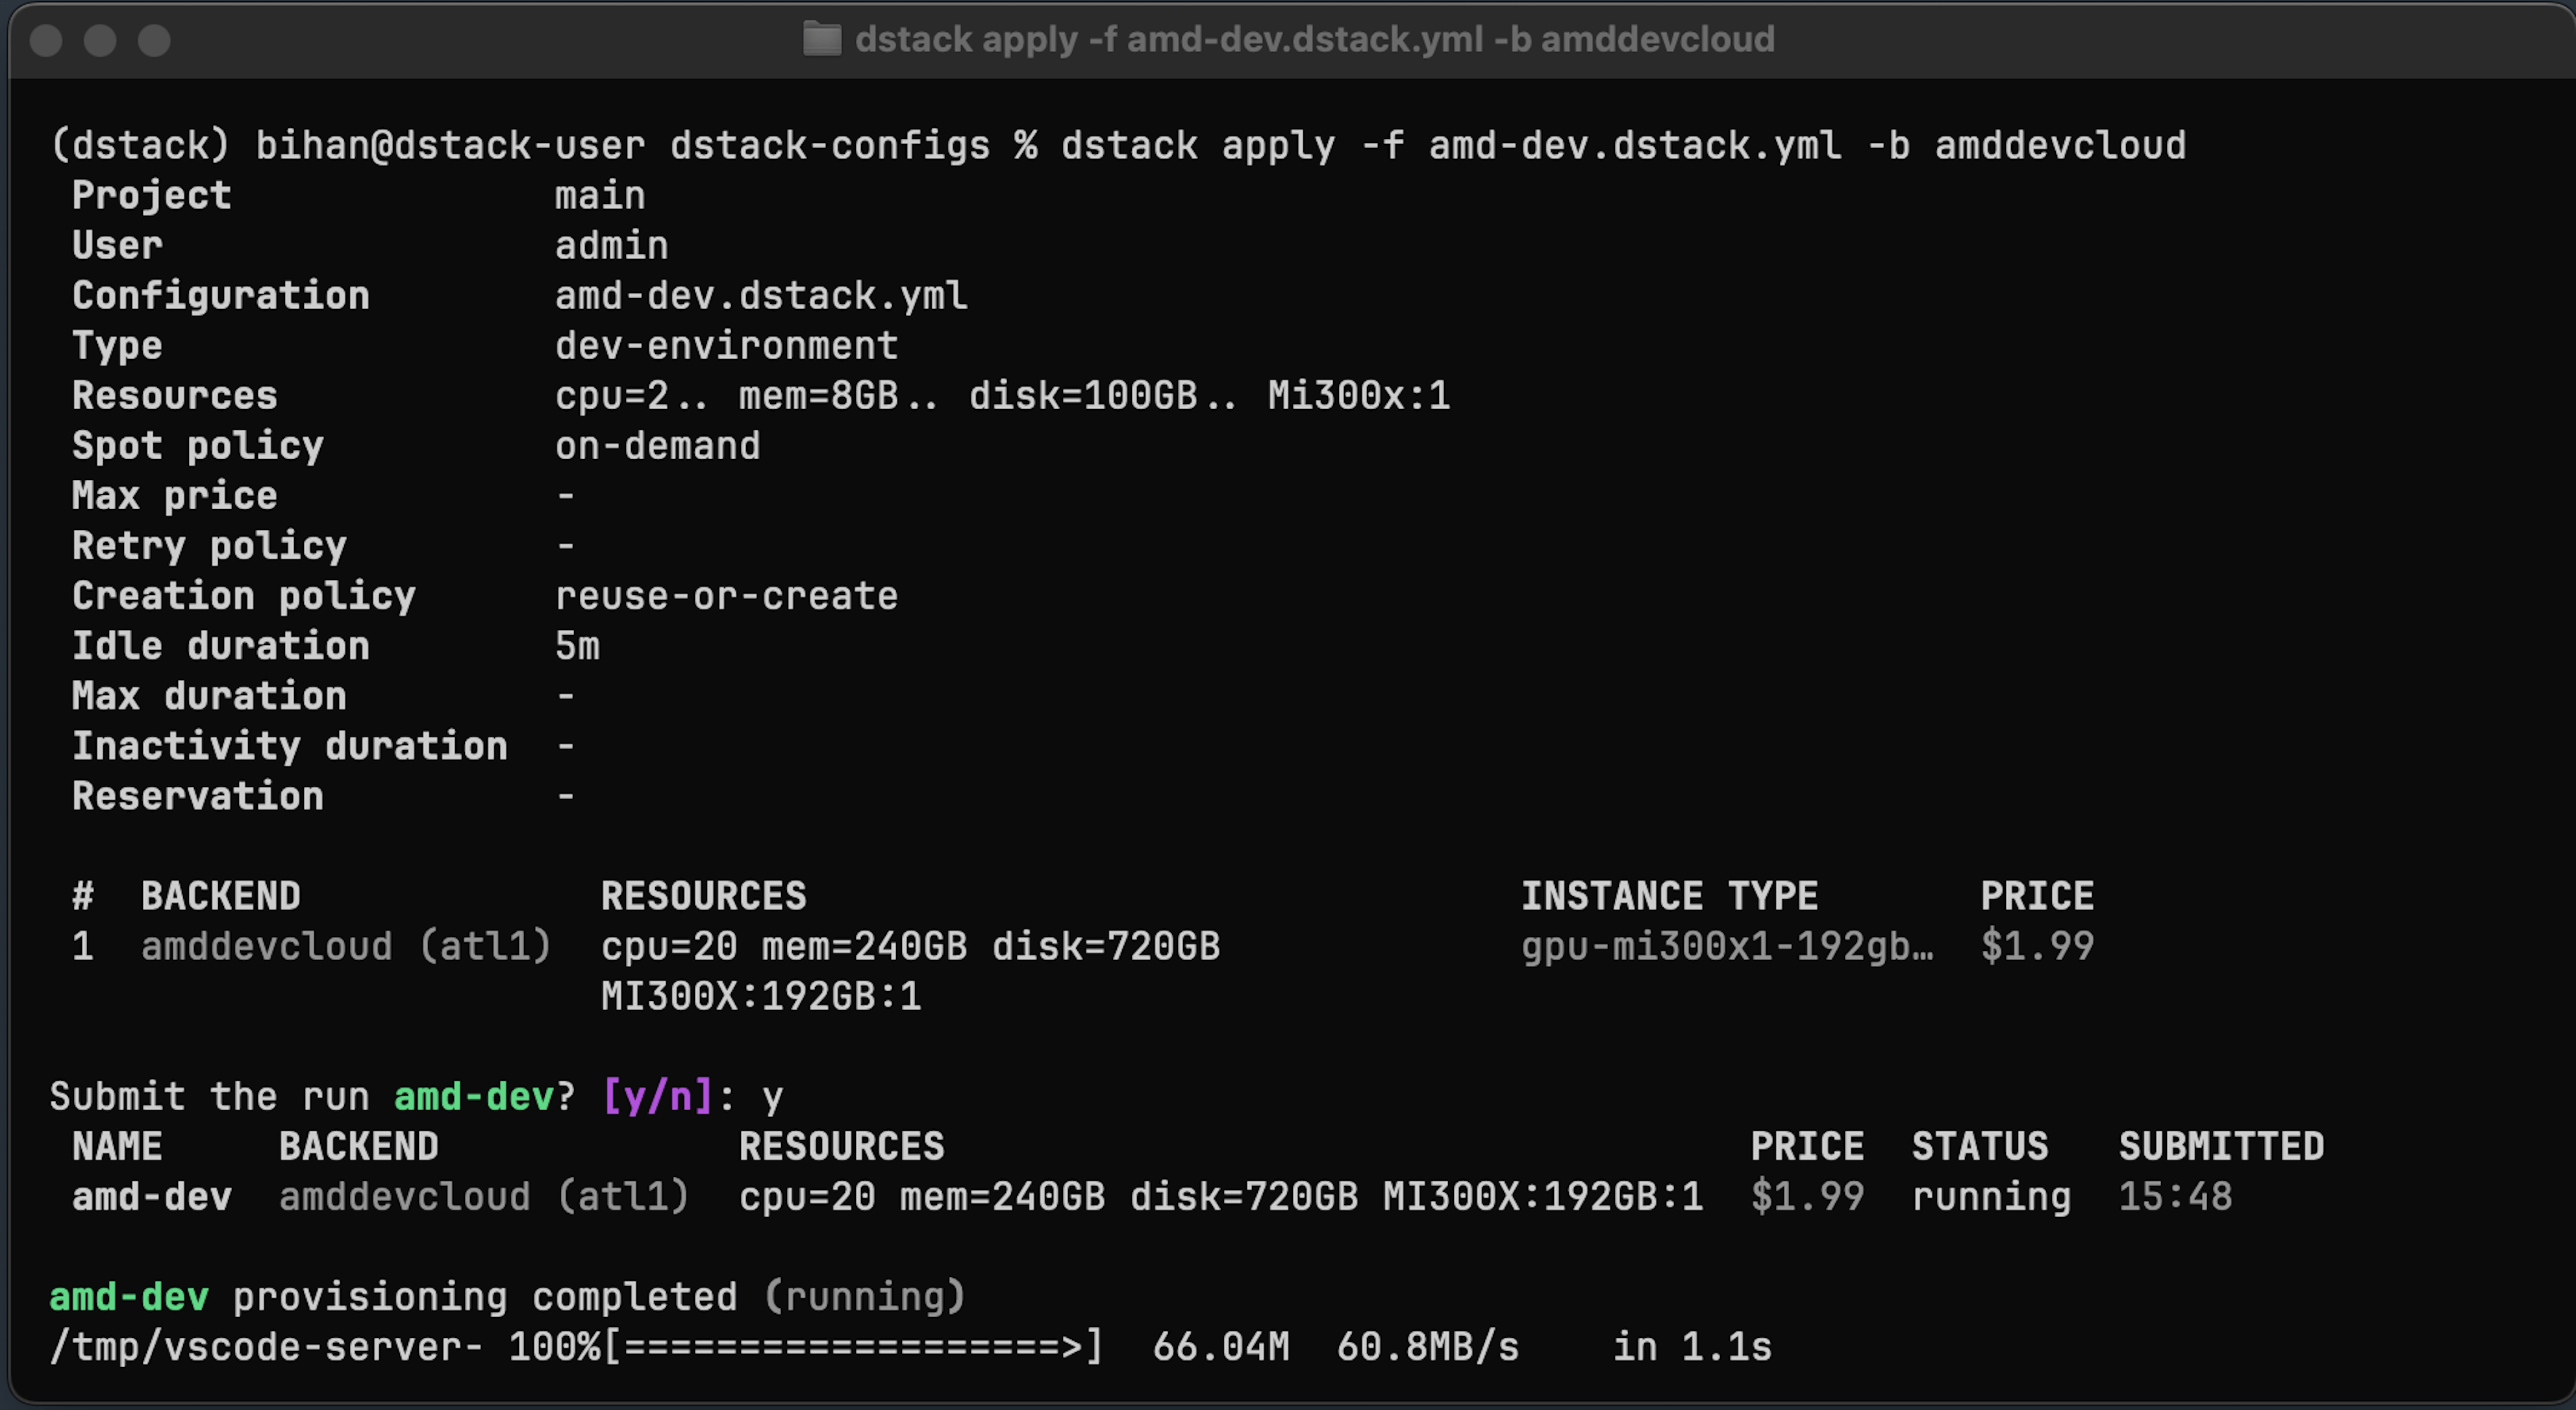 dstack apply -f amd-dev.dstack.yml -b amddevcloud
(dstack) bihan@dstack-user dstack-configs % dstack apply -f amd-dev.dstack.yml -b amddevcloud
Project main
User admin
Configuration amd-dev.dstack.yml
Type dev-environment
Resources cpu=2.. mem=8GB.. disk=100GB.. Mi300x:1
Spot policy on-demand
Max price -
Retry policy -
Creation policy reuse-or-create
Idle duration 5m
Max duration -
Inactivity duration -
Reservation -
# BACKEND RESOURCES INSTANCE TYPE PRICE
1 amddevcloud (atl1) cpu=20 mem=240GB disk=720GB gpu-mi300x1-192gb… $1.99
MI300X:192GB:1
Submit the run amd-dev? [y/n]: y
NAME BACKEND RESOURCES PRICE STATUS SUBMITTED
amd-dev amddevcloud (atl1) cpu=20 mem=240GB disk=720GB MI300X:192GB:1 $1.99 running 15:48
amd-dev provisioning completed (running)
/tmp/vscode-server- 100%[===================>] 66.04M 60.8MB/s in 1.1s